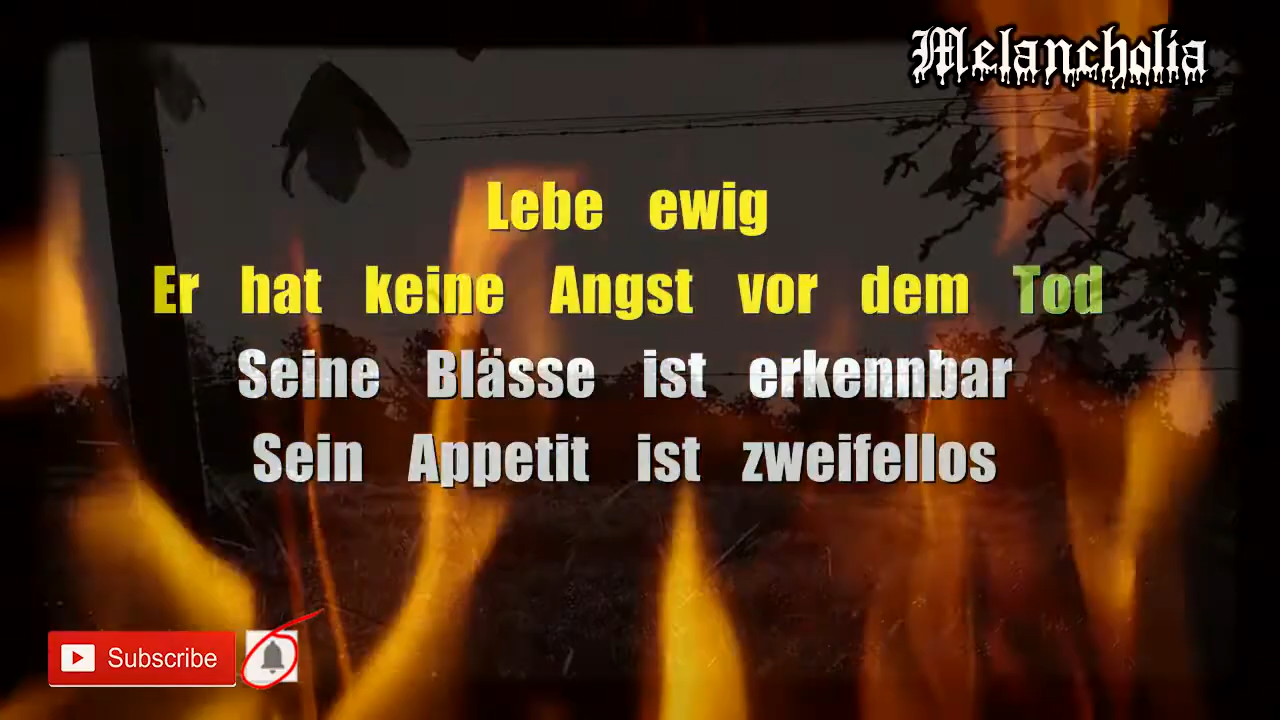 Melancholia
Lebe ewig
Er hat keine Angst vor dem Tod
Seine Blässe ist erkennbar
Sein Appetit ist zweifellos
Subscribe